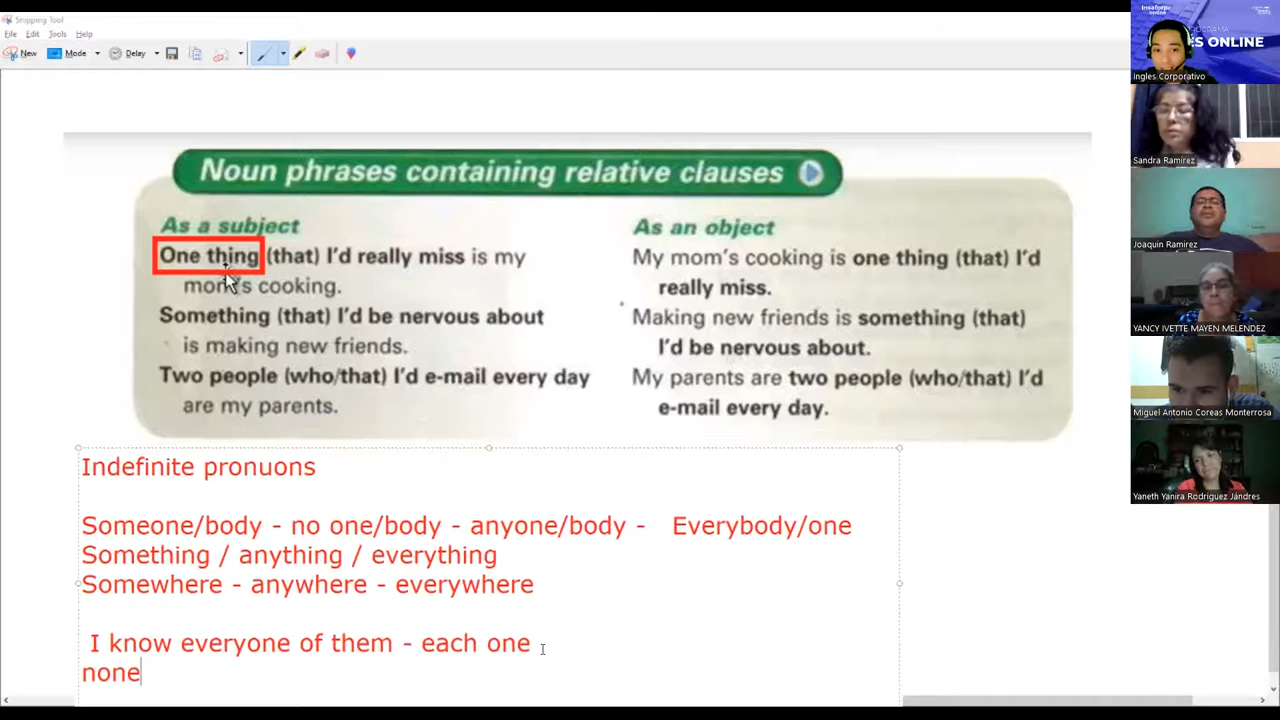 Snipping Tool
File Edit Tools Help
New Mode Delay
Noun phrases containing relative clauses
As a subject
One thing (that) I'd really miss is my
mom's cooking.
Something (that) I'd be nervous about
is making new friends.
Two people (who/that) I'd e-mail every day
are my parents.
As an object
My mom's cooking is one thing (that) I'd
really miss.
Making new friends is something (that)
I'd be nervous about.
My parents are two people (who/that) I'd
e-mail every day.
Indefinite pronuons
Someone/body - no one/body - anyone/body - Everybody/one
Something / anything / everything
Somewhere - anywhere - everywhere
I know everyone of them - each one
none
Insaforp
online
ES ONLINE
Ingles Corporativo
Sandra Ramirez
Joaquin Ramirez
YANCY IVETTE MAYEN MELENDEZ
Miguel Antonio Coreas Monterrosa
Yaneth Yanira Rodriguez Jándres